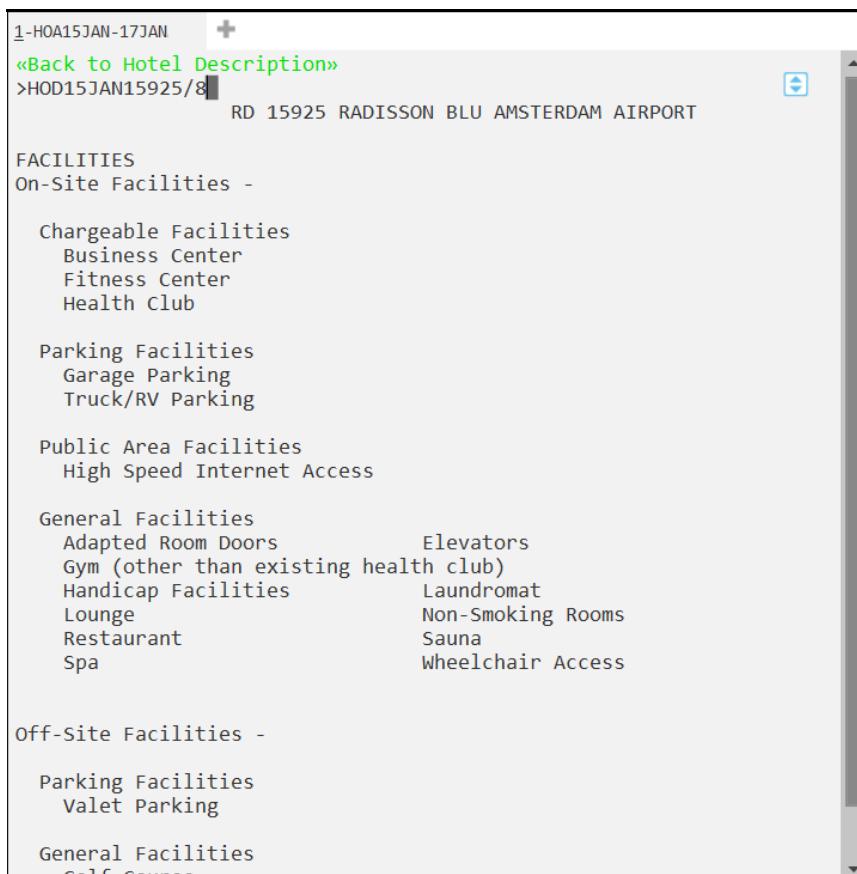 1-HOA15JAN-17JAN
«Back to Hotel Description»
>HOD15JAN15925/8
RD 15925 RADISSON BLU AMSTERDAM AIRPORT
FACILITIES
On-Site Facilities -
Chargeable Facilities
Business Center
Fitness Center
Health Club
Parking Facilities
Garage Parking
Truck/RV Parking
Public Area Facilities
High Speed Internet Access
General Facilities
Adapted Room Doors Elevators
Gym (other than existing health club)
Handicap Facilities Laundromat
Lounge Non-Smoking Rooms
Restaurant Sauna
Spa Wheelchair Access
Off-Site Facilities -
Parking Facilities
Valet Parking
General Facilities
Golf Course